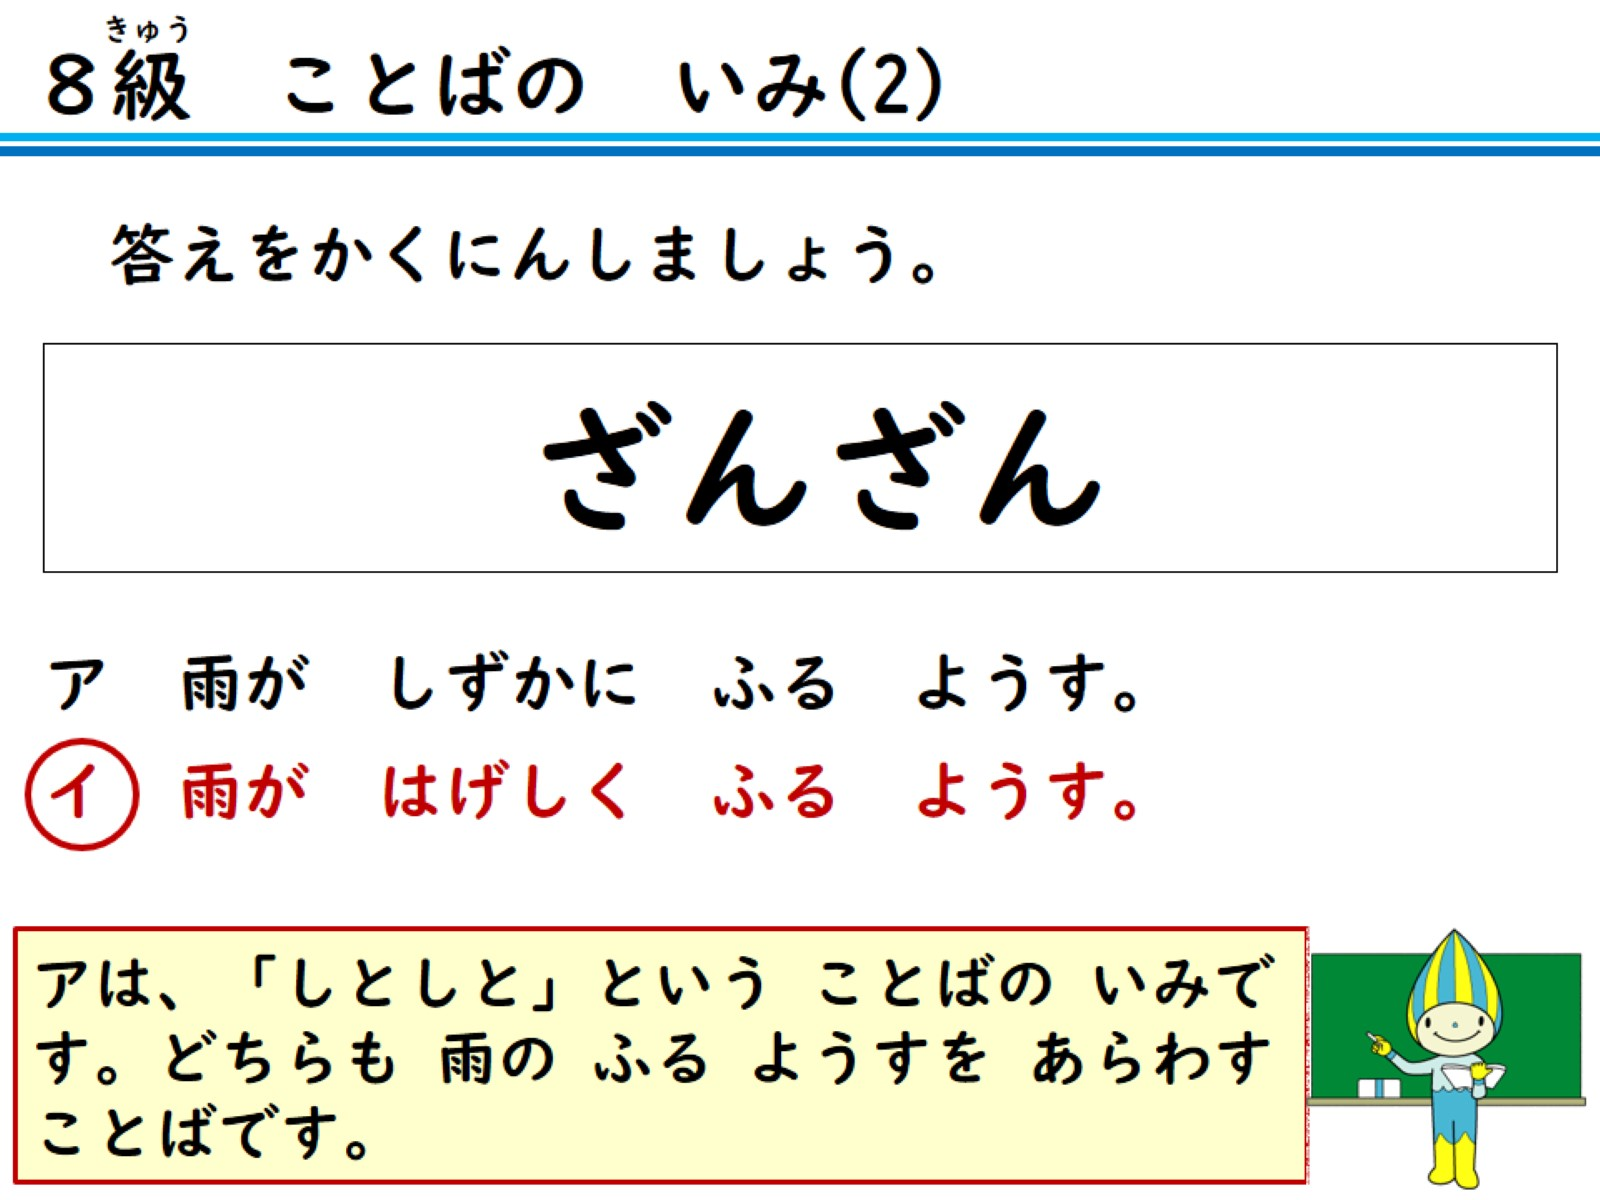 きゅう
８級　ことばの　いみ(2)
答えをかくにんしましょう。
ざんざん
ア　雨が　しずかに　ふる　ようす。
イ　雨が　はげしく　ふる　ようす。
アは、「しとしと」という ことばの いみで
す。どちらも 雨の ふる ようすを あらわす
ことばです。